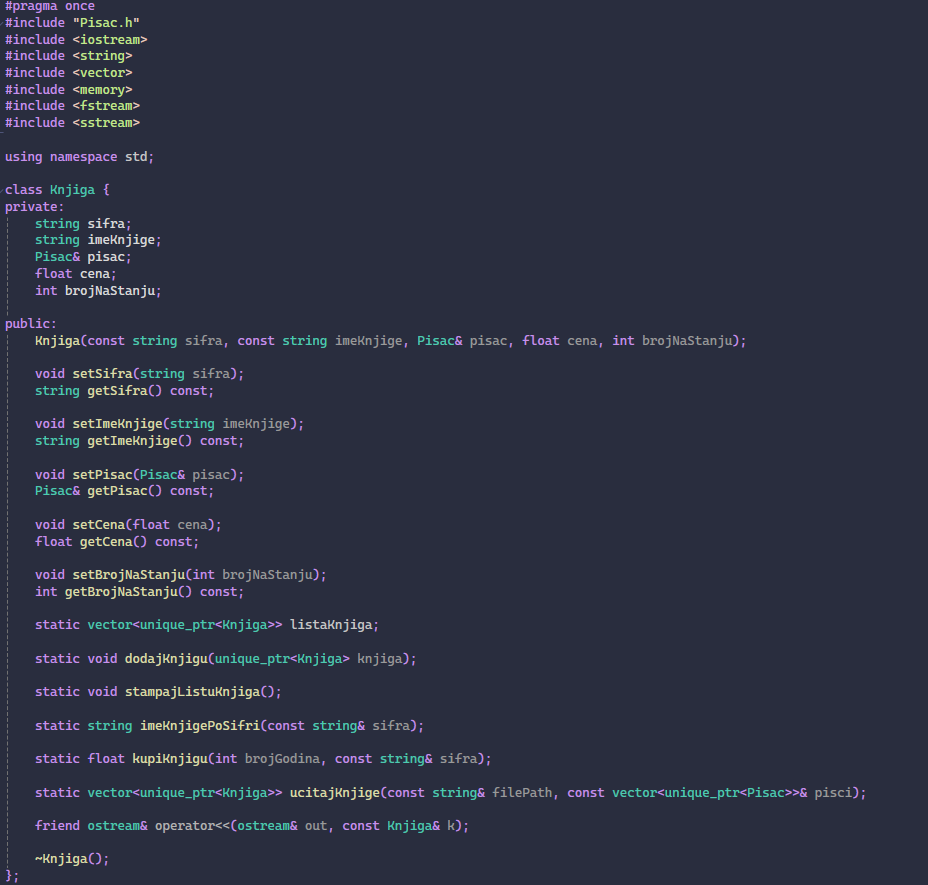 #pragma once
#include "Pisac.h"
#include <iostream>
#include <string>
#include <vector>
#include <memory>
#include <fstream>
#include <sstream>

using namespace std;

class Knjiga {
private:
    string sifra;
    string imeKnjige;
    Pisac& pisac;
    float cena;
    int brojNaStanju;

public:
    Knjiga(const string sifra, const string imeKnjige, Pisac& pisac, float cena, int brojNaStanju);

    void setSifra(string sifra);
    string getSifra() const;

    void setImeKnjige(string imeKnjige);
    string getImeKnjige() const;

    void setPisac(Pisac& pisac);
    Pisac& getPisac() const;

    void setCena(float cena);
    float getCena() const;

    void setBrojNaStanju(int brojNaStanju);
    int getBrojNaStanju() const;

    static vector<unique_ptr<Knjiga>> listaKnjiga;

    static void dodajKnjigu(unique_ptr<Knjiga> knjiga);

    static void stampajListuKnjiga();

    static string imeKnjigePoSifri(const string& sifra);

    static float kupiKnjigu(int brojGodina, const string& sifra);

    static vector<unique_ptr<Knjiga>> ucitajKnjige(const string& filePath, const vector<unique_ptr<Pisac>>& pisci);

    friend ostream& operator<<(ostream& out, const Knjiga& k);

    ~Knjiga();
};